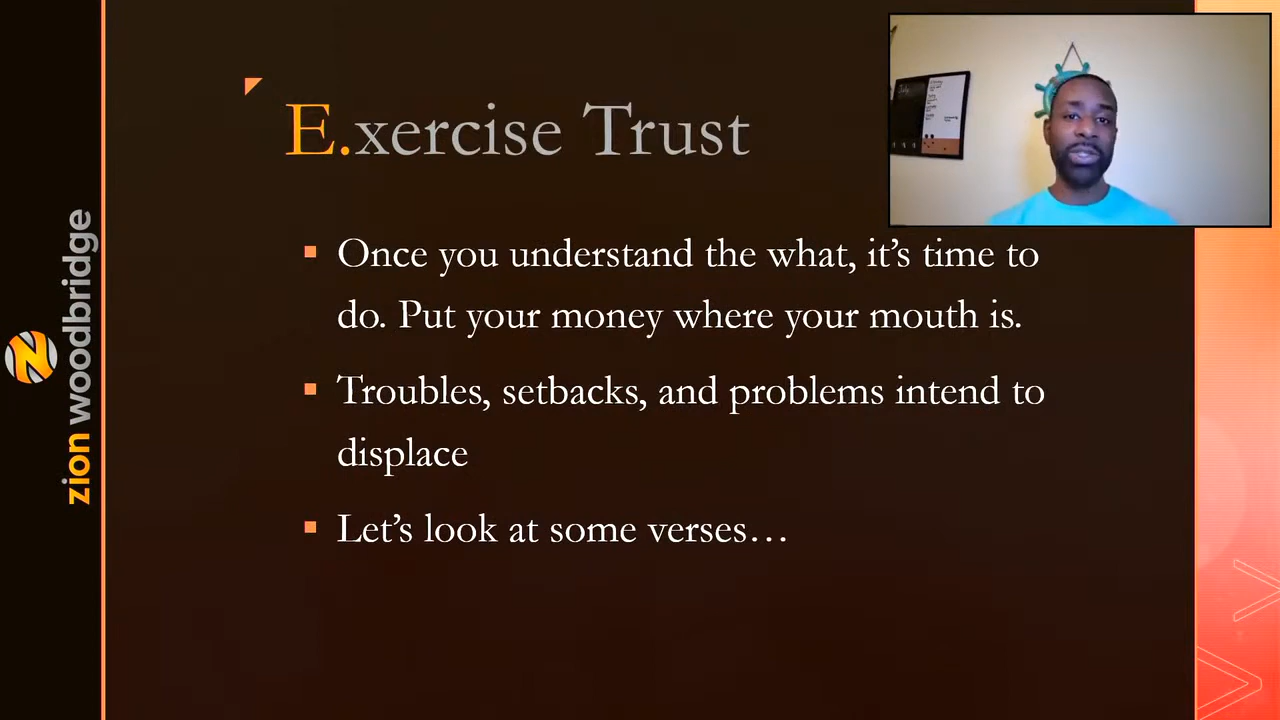 zion woodbridge
E.xercise Trust
Once you understand the what, it’s time to
do. Put your money where your mouth is.
Troubles, setbacks, and problems intend to
displace
Let’s look at some verses…